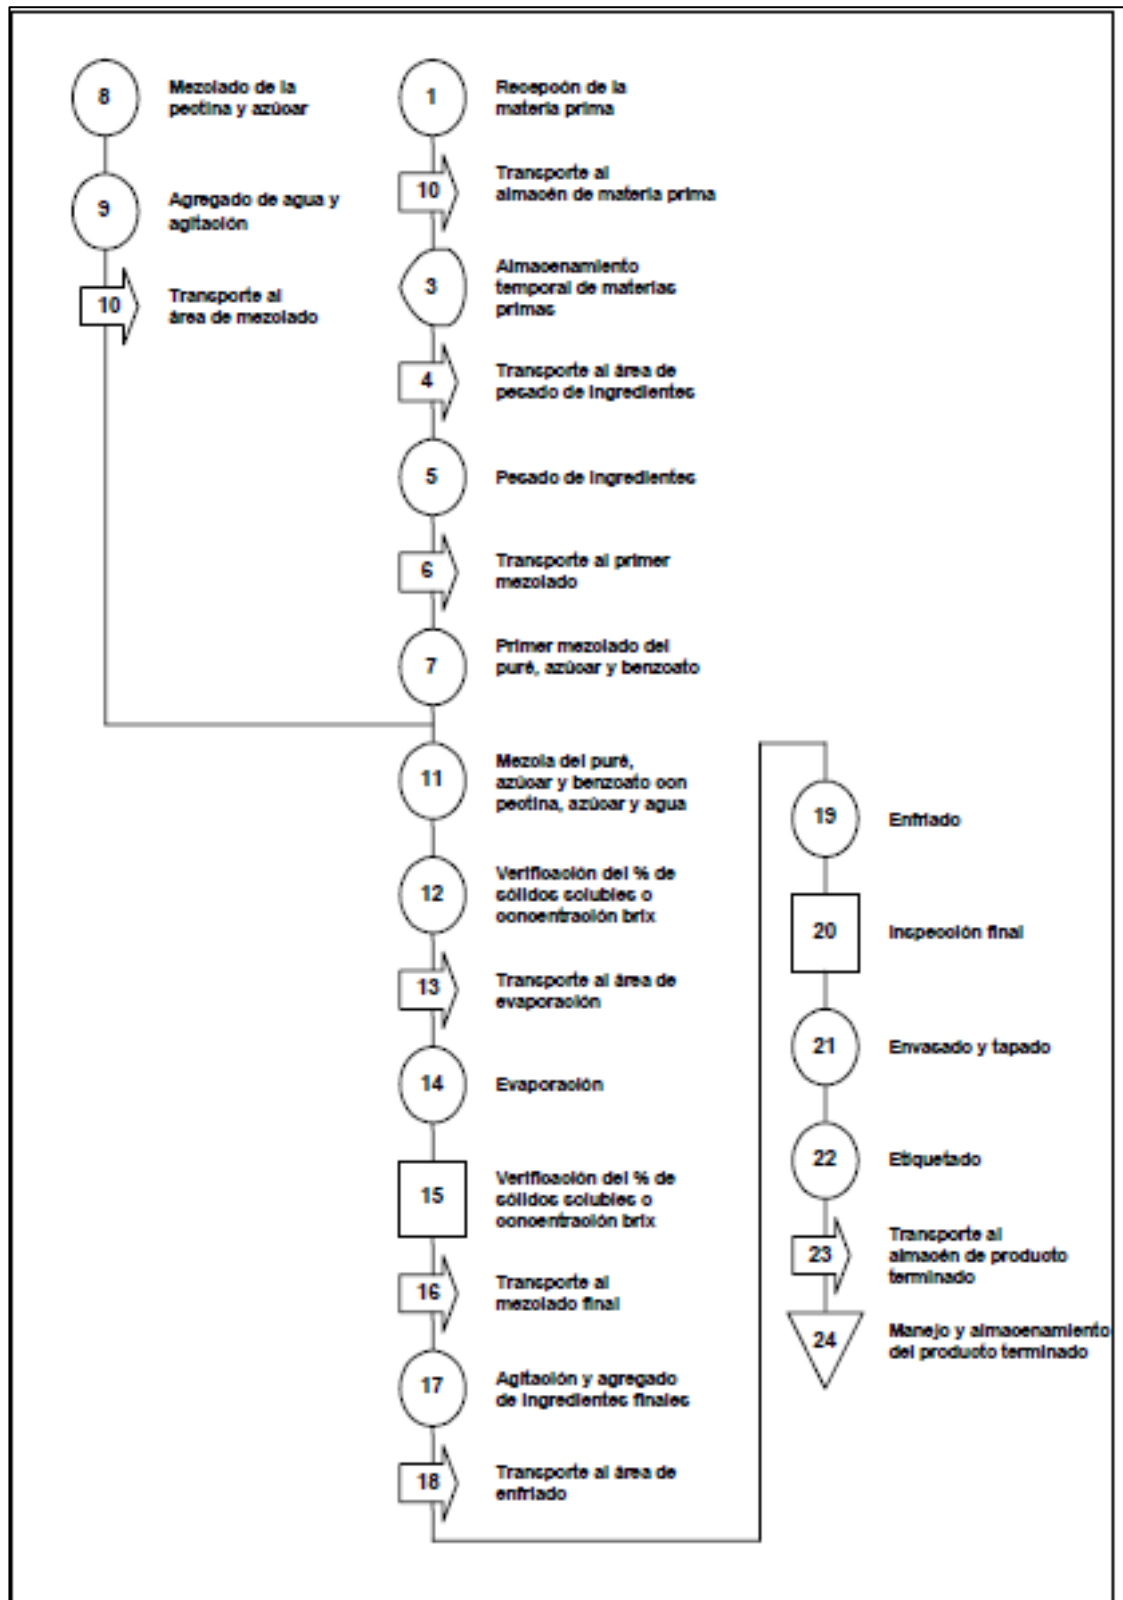 8
Mezclado de la
pectina y azúcar
9
Agregado de agua y
agitación
10
Transporte al
área de mezclado
1
Recepción de la
materia prima
10
Transporte al
almacén de materia prima
3
Almacenamiento
temporal de materias
primas
4
Transporte al área de
pesado de ingredientes
5
Pesado de ingredientes
6
Transporte al primer
mezclado
7
Primer mezclado del
puré, azúcar y benzoato
11
Mezcla del puré,
azúcar y benzoato con
pectina, azúcar y agua
12
Verificación del % de
sólidos solubles o
concentración brix
13
Transporte al área de
evaporación
14
Evaporación
15
Verificación del % de
sólidos solubles o
concentración brix
16
Transporte al
mezclado final
17
Agitación y agregado
de ingredientes finales
18
Transporte al área de
enfriado
19
Enfriado
20
Inspección final
21
Envasado y tapado
22
Etiquetado
23
Transporte al
almacén de producto
terminado
24
Manejo y almacenamiento
del producto terminado